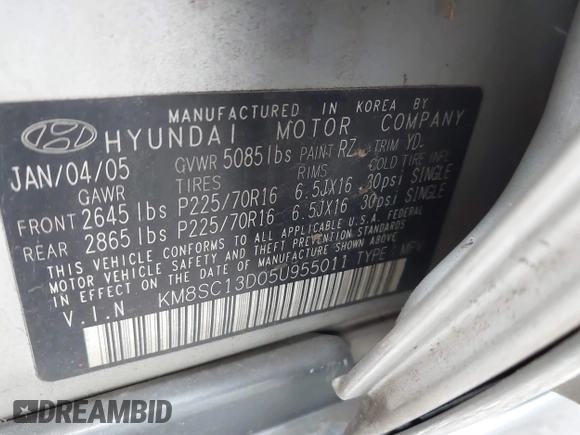 MANUFACTURED IN KOREA BY
HYUNDAI MOTOR COMPANY
JAN/04/05 GVWR 5085lbs PAINT RZ TRIM YD
GAWR TIRES RIMS COLD TIRE INFL
FRONT 2645lbs P225/70R16 6.5JX16 30psi SINGLE
REAR 2865lbs P225/70R16 6.5JX16 30psi SINGLE
THIS VEHICLE CONFORMS TO ALL APPLICABLE U.S.A. FEDERAL
MOTOR VEHICLE SAFETY AND THEFT PREVENTION STANDARDS
IN EFFECT ON THE DATE OF MANUFACTURE SHOWN ABOVE.
V.I.N KM8SC13D05U955011 TYPE : MPV
DREAMBID